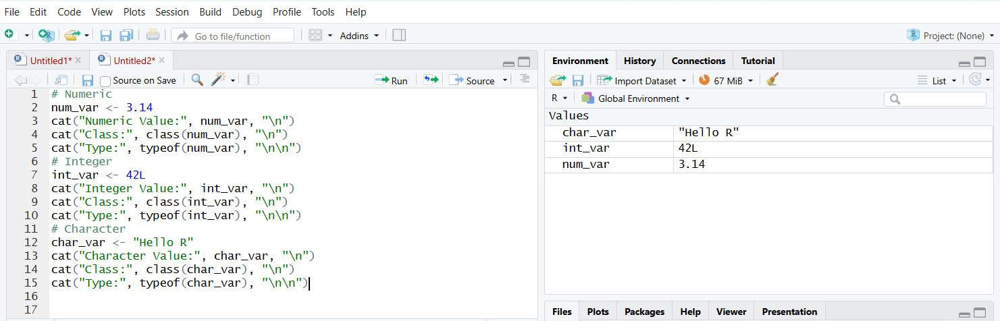 File Edit Code View Plots Session Build Debug Profile Tools Help
Go to file/function Addins Project: (None)
Untitled1* Untitled2*
Source on Save Run Source
1 # Numeric
2 num_var <- 3.14
3 cat("Numeric Value:", num_var, "\n")
4 cat("Class:", class(num_var), "\n")
5 cat("Type:", typeof(num_var), "\n\n")
6 # Integer
7 int_var <- 42L
8 cat("Integer Value:", int_var, "\n")
9 cat("Class:", class(int_var), "\n")
10 cat("Type:", typeof(int_var), "\n\n")
11 # Character
12 char_var <- "Hello R"
13 cat("Character Value:", char_var, "\n")
14 cat("Class:", class(char_var), "\n")
15 cat("Type:", typeof(char_var), "\n\n")
16
17
Environment History Connections Tutorial
Import Dataset 67 MiB List
R Global Environment
Values
char_var "Hello R"
int_var 42L
num_var 3.14
Files Plots Packages Help Viewer Presentation